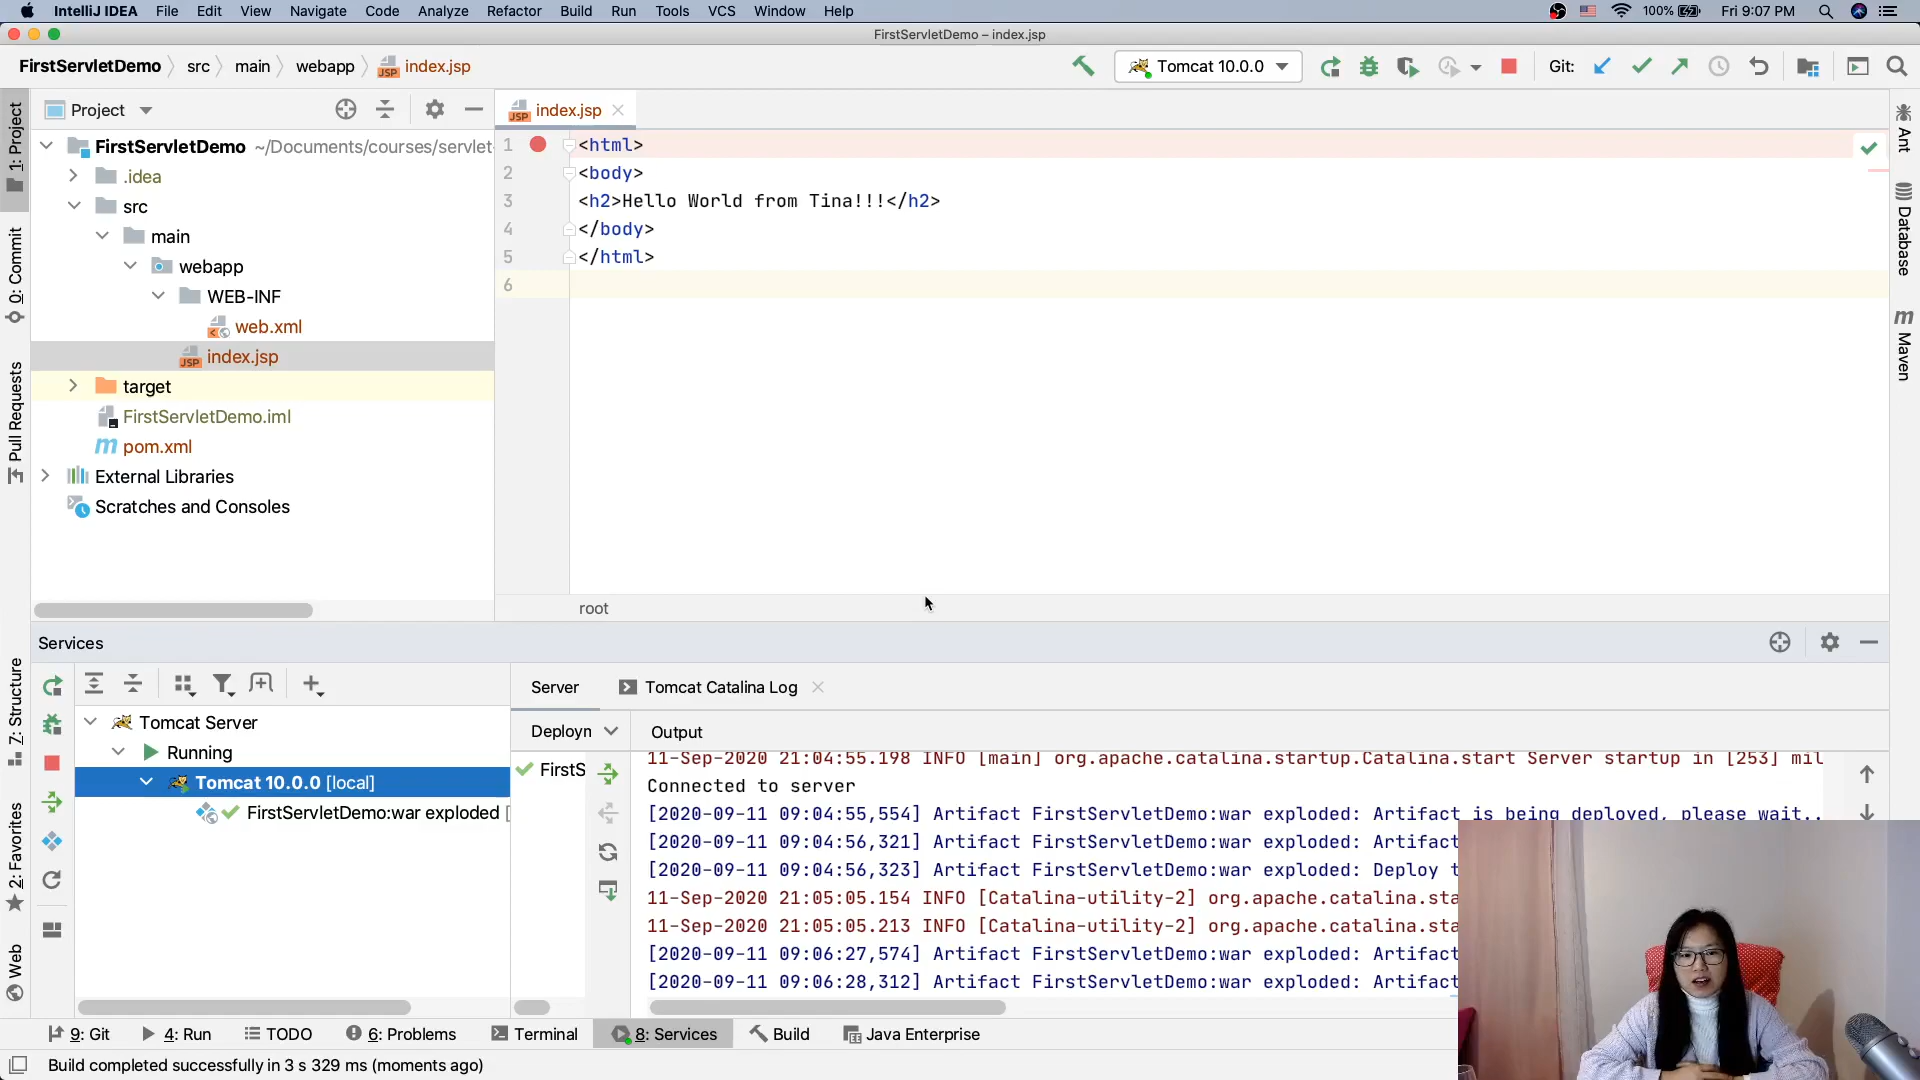 IntelliJ IDEA File Edit View Navigate Code Analyze Refactor Build Run Tools VCS Window Help 100% Fri 9:07 PM
FirstServletDemo – index.jsp
FirstServletDemo src main webapp index.jsp Tomcat 10.0.0 Git:
Project
index.jsp
1: Project
0: Commit
Pull Requests
7: Structure
2: Favorites
Web
FirstServletDemo ~/Documents/courses/servlet-
.idea
src
main
webapp
WEB-INF
web.xml
index.jsp
target
FirstServletDemo.iml
pom.xml
External Libraries
Scratches and Consoles
1 <html>
2 <body>
3 <h2>Hello World from Tina!!!</h2>
4 </body>
5 </html>
6
root
Ant
Database
Maven
Services
Server Tomcat Catalina Log
Tomcat Server
Running
Tomcat 10.0.0 [local]
FirstServletDemo:war exploded [
Deployn
FirstS
Output
11-Sep-2020 21:04:55.198 INFO [main] org.apache.catalina.startup.Catalina.start Server startup in [253] mil
Connected to server
[2020-09-11 09:04:55,554] Artifact FirstServletDemo:war exploded: Artifact is being deployed, please wait..
[2020-09-11 09:04:56,321] Artifact FirstServletDemo:war exploded: Artifact
[2020-09-11 09:04:56,323] Artifact FirstServletDemo:war exploded: Deploy t
11-Sep-2020 21:05:05.154 INFO [Catalina-utility-2] org.apache.catalina.sta
11-Sep-2020 21:05:05.213 INFO [Catalina-utility-2] org.apache.catalina.sta
[2020-09-11 09:06:27,574] Artifact FirstServletDemo:war exploded: Artifact
[2020-09-11 09:06:28,312] Artifact FirstServletDemo:war exploded: Artifact
9: Git 4: Run TODO 6: Problems Terminal 8: Services Build Java Enterprise
Build completed successfully in 3 s 329 ms (moments ago)